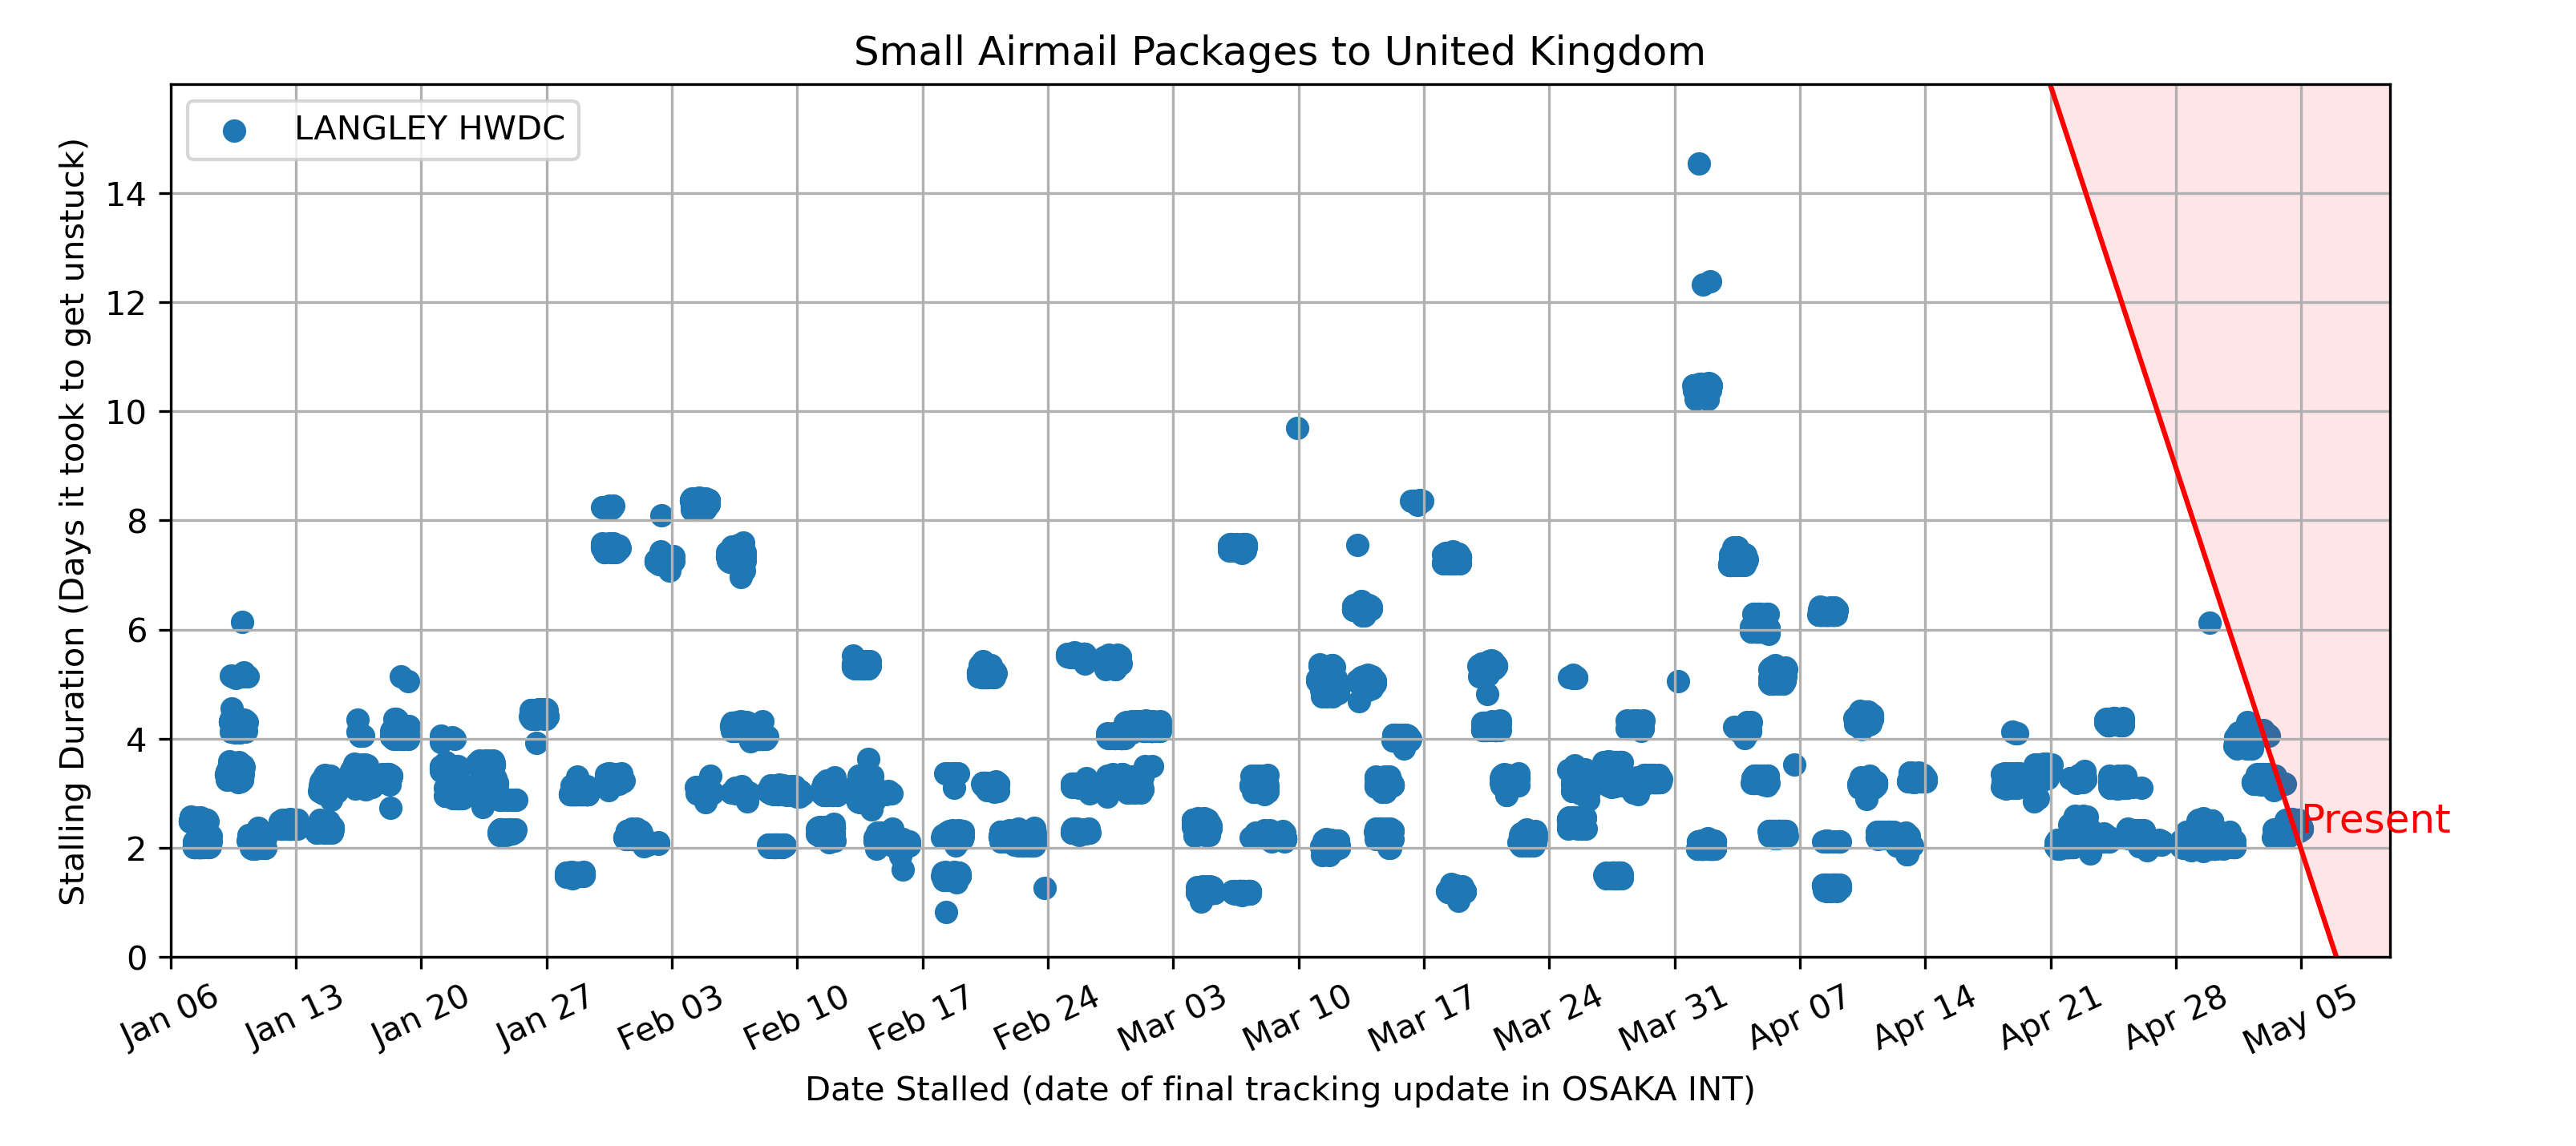 Small Airmail Packages to United Kingdom
LANGLEY HWDC
Stalling Duration (Days it took to get unstuck)
14
12
10
8
6
4
2
0
Present
Jan 06
Jan 13
Jan 20
Jan 27
Feb 03
Feb 10
Feb 17
Feb 24
Mar 03
Mar 10
Mar 17
Mar 24
Mar 31
Apr 07
Apr 14
Apr 21
Apr 28
May 05
Date Stalled (date of final tracking update in OSAKA INT)